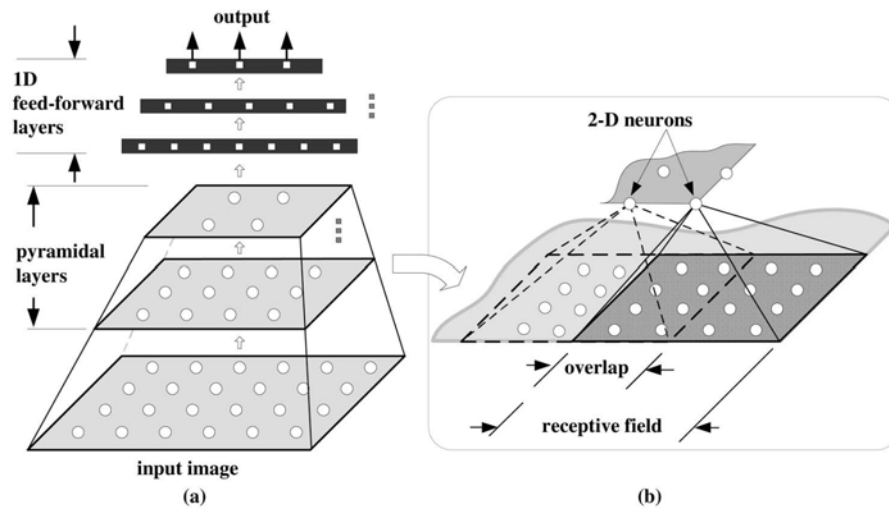 output
1D
feed-forward
layers
pyramidal
layers
input image
(a)
2-D neurons
overlap
receptive field
(b)